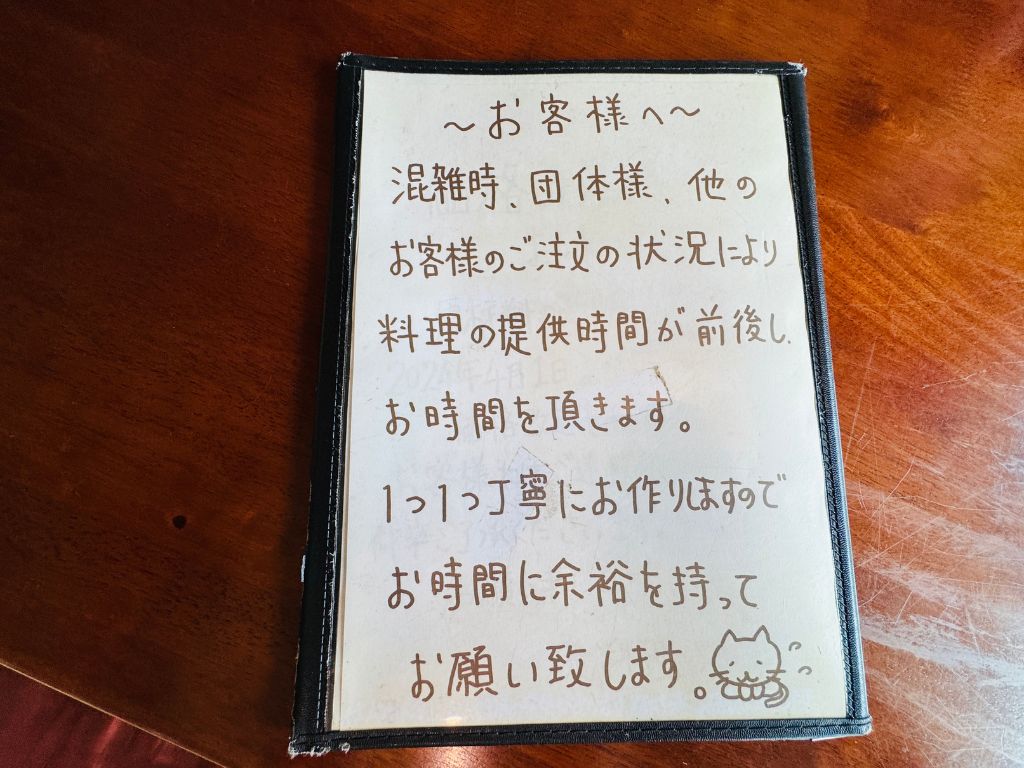 ～お客様へ～
混雑時、団体様、他の
お客様のご注文の状況により
料理の提供時間が前後し、
お時間を頂きます。
1つ1つ丁寧にお作りしますので
お時間に余裕を持って
お願い致します。